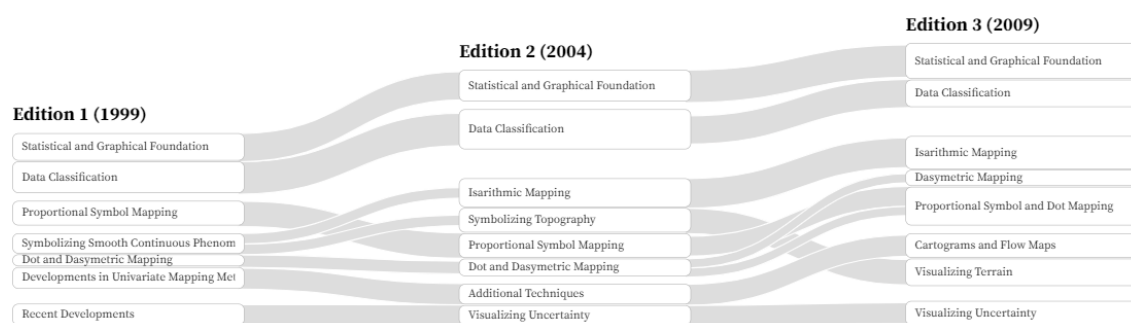 Edition 1 (1999)
Statistical and Graphical Foundation
Data Classification
Proportional Symbol Mapping
Symbolizing Smooth Continuous Phenom
Dot and Dasymetric Mapping
Developments in Univariate Mapping Met
Recent Developments
Edition 2 (2004)
Statistical and Graphical Foundation
Data Classification
Isarithmic Mapping
Symbolizing Topography
Proportional Symbol Mapping
Dot and Dasymetric Mapping
Additional Techniques
Visualizing Uncertainty
Edition 3 (2009)
Statistical and Graphical Foundation
Data Classification
Isarithmic Mapping
Dasymetric Mapping
Proportional Symbol and Dot Mapping
Cartograms and Flow Maps
Visualizing Terrain
Visualizing Uncertainty